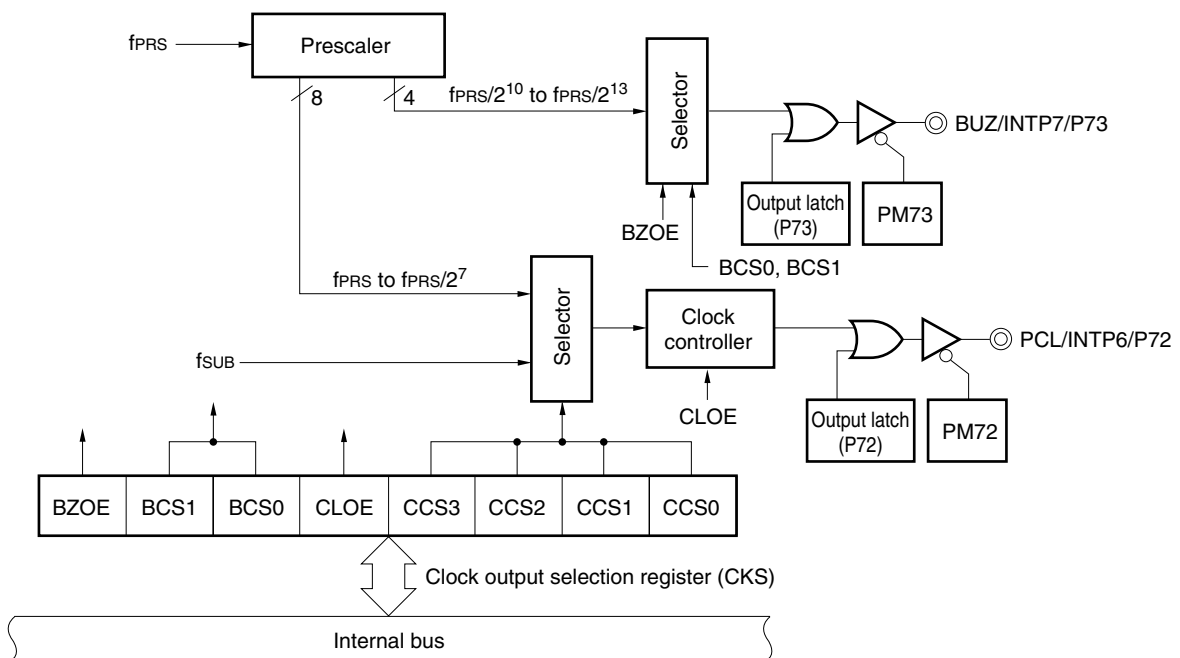 fPRS
Prescaler
8
4
fPRS/2¹⁰ to fPRS/2¹³
Selector
BUZ/INTP7/P73
Output latch
(P73)
PM73
BZOE
BCS0, BCS1
fPRS to fPRS/2⁷
Selector
Clock
controller
PCL/INTP6/P72
fSUB
CLOE
Output latch
(P72)
PM72
BZOE BCS1 BCS0 CLOE CCS3 CCS2 CCS1 CCS0
Clock output selection register (CKS)
Internal bus